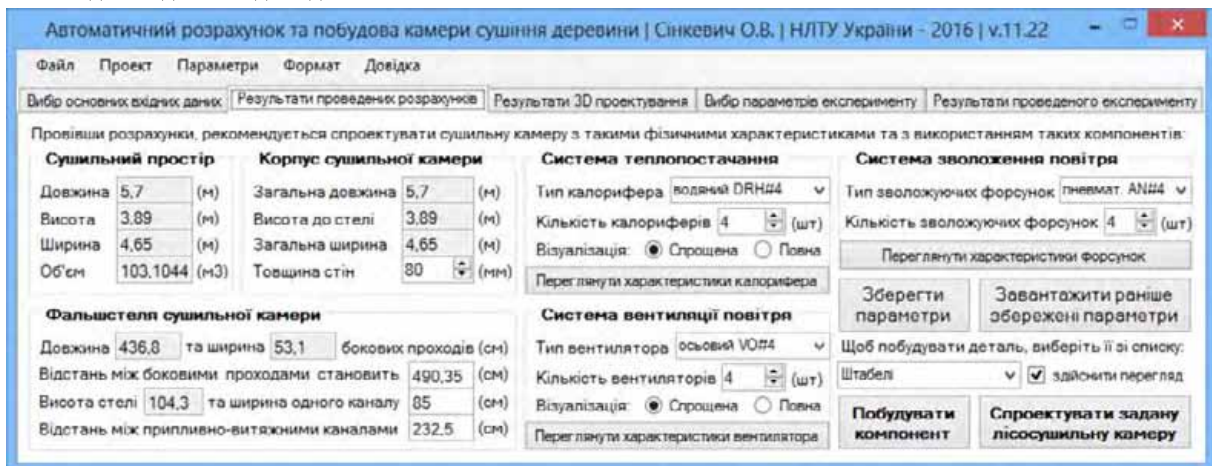 Автоматичний розрахунок та побудова камери сушіння деревини | Сінкевич О.В. | НЛТУ України - 2016 | v.11.22
Файл Проект Параметри Формат Довідка
Вибір основних вхідних даних Результати проведених розрахунків Результати 3D проектування Вибір параметрів експерименту Результати проведеного експерименту
Провівши розрахунки, рекомендується спроектувати сушильну камеру з такими фізичними характеристиками та з використанням таких компонентів:
Сушильний простір
Довжина 5,7 (м)
Висота 3,89 (м)
Ширина 4,65 (м)
Об'єм 103,1044 (м3)
Корпус сушильної камери
Загальна довжина 5,7 (м)
Висота до стелі 3,89 (м)
Загальна ширина 4,65 (м)
Товщина стін 80 (мм)
Система теплопостачання
Тип калорифера водяний DRH#4
Кількість калориферів 4 (шт)
Візуалізація: Спрощена Повна
Переглянути характеристики калорифера
Система зволоження повітря
Тип зволожуючих форсунок пневмат. AN#4
Кількість зволожуючих форсунок 4 (шт)
Переглянути характеристики форсунок
Зберегти параметри
Завантажити раніше збережені параметри
Фальшстеля сушильної камери
Довжина 436,8 та ширина 53,1 бокових проходів (см)
Відстань між боковими проходами становить 490,35 (см)
Висота стелі 104,3 та ширина одного каналу 85 (см)
Відстань між припливно-витяжними каналами 232,5 (см)
Система вентиляції повітря
Тип вентилятора осьовий VO#4
Кількість вентиляторів 4 (шт)
Візуалізація: Спрощена Повна
Переглянути характеристики вентилятора
Щоб побудувати деталь, виберіть її зі списку:
Штабелі здійснити перегляд
Побудувати компонент
Спроектувати задану лісосушильну камеру